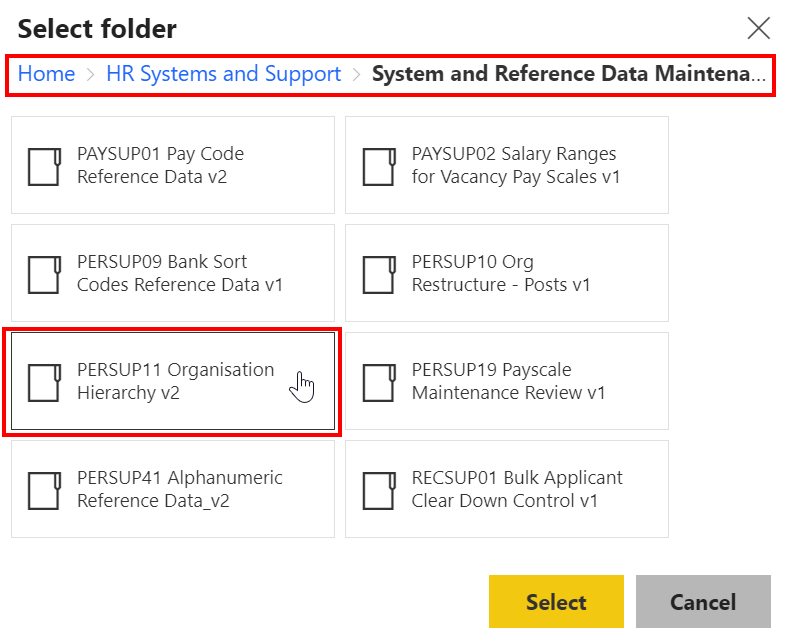 Select folder
Home > HR Systems and Support > System and Reference Data Maintena...
PAYSUP01 Pay Code
Reference Data v2
PAYSUP02 Salary Ranges
for Vacancy Pay Scales v1
PERSUP09 Bank Sort
Codes Reference Data v1
PERSUP10 Org
Restructure - Posts v1
PERSUP11 Organisation
Hierarchy v2
PERSUP19 Payscale
Maintenance Review v1
PERSUP41 Alphanumeric
Reference Data_v2
RECSUP01 Bulk Applicant
Clear Down Control v1
Select
Cancel